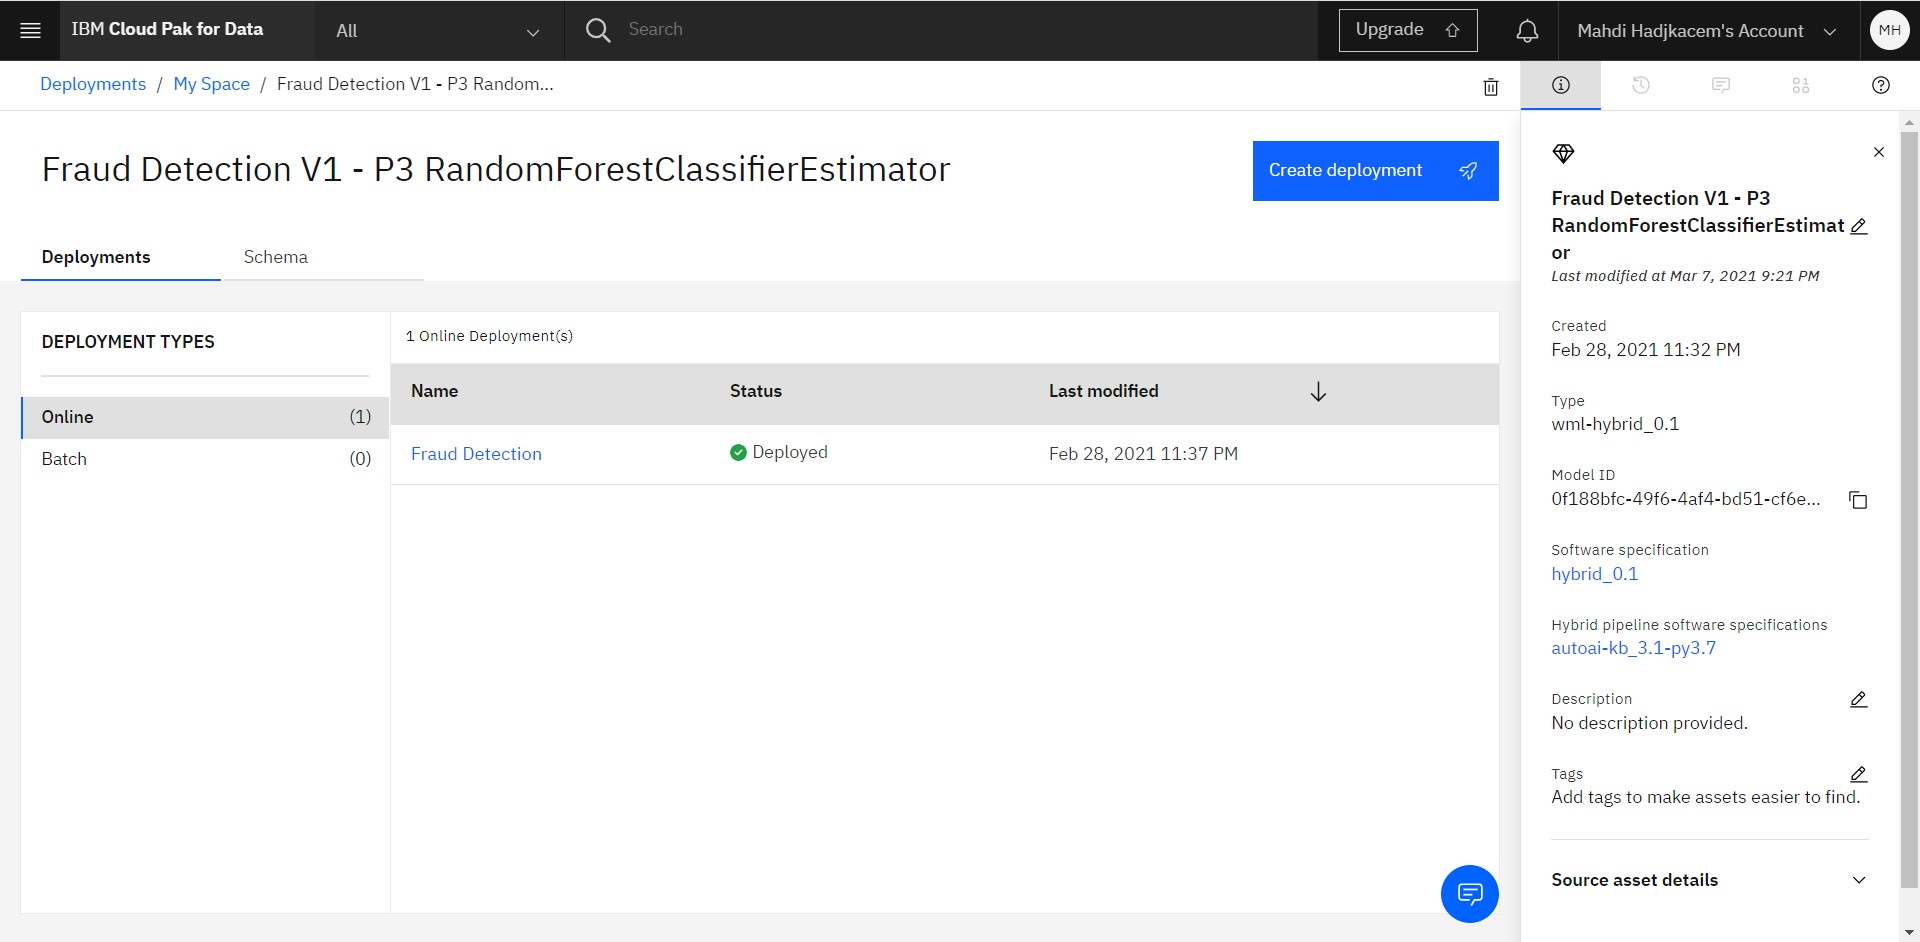 IBM Cloud Pak for Data
All
Search
Upgrade
Mahdi Hadjkacem's Account
MH
Deployments / My Space / Fraud Detection V1 - P3 Random...
Fraud Detection V1 - P3 RandomForestClassifierEstimator
Create deployment
Deployments
Schema
DEPLOYMENT TYPES
Online (1)
Batch (0)
1 Online Deployment(s)
Name Status Last modified
Fraud Detection Deployed Feb 28, 2021 11:37 PM
Fraud Detection V1 - P3
RandomForestClassifierEstimat
or
Last modified at Mar 7, 2021 9:21 PM
Created
Feb 28, 2021 11:32 PM
Type
wml-hybrid_0.1
Model ID
0f188bfc-49f6-4af4-bd51-cf6e...
Software specification
hybrid_0.1
Hybrid pipeline software specifications
autoai-kb_3.1-py3.7
Description
No description provided.
Tags
Add tags to make assets easier to find.
Source asset details